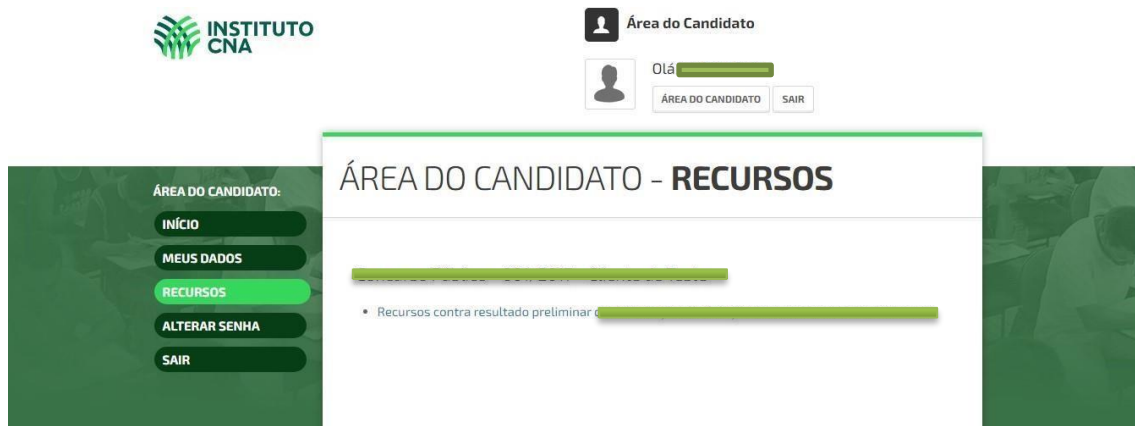 INSTITUTO
CNA
Área do Candidato
Olá
ÁREA DO CANDIDATO
SAIR
ÁREA DO CANDIDATO - RECURSOS
ÁREA DO CANDIDATO:
INÍCIO
MEUS DADOS
RECURSOS
ALTERAR SENHA
SAIR
Recursos contra resultado preliminar